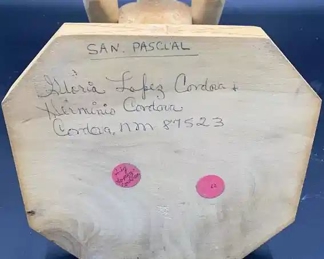 SAN. PASCUAL
Gloria Lopez Cordova +
Herminio Cordova
Cordova, NM 87523